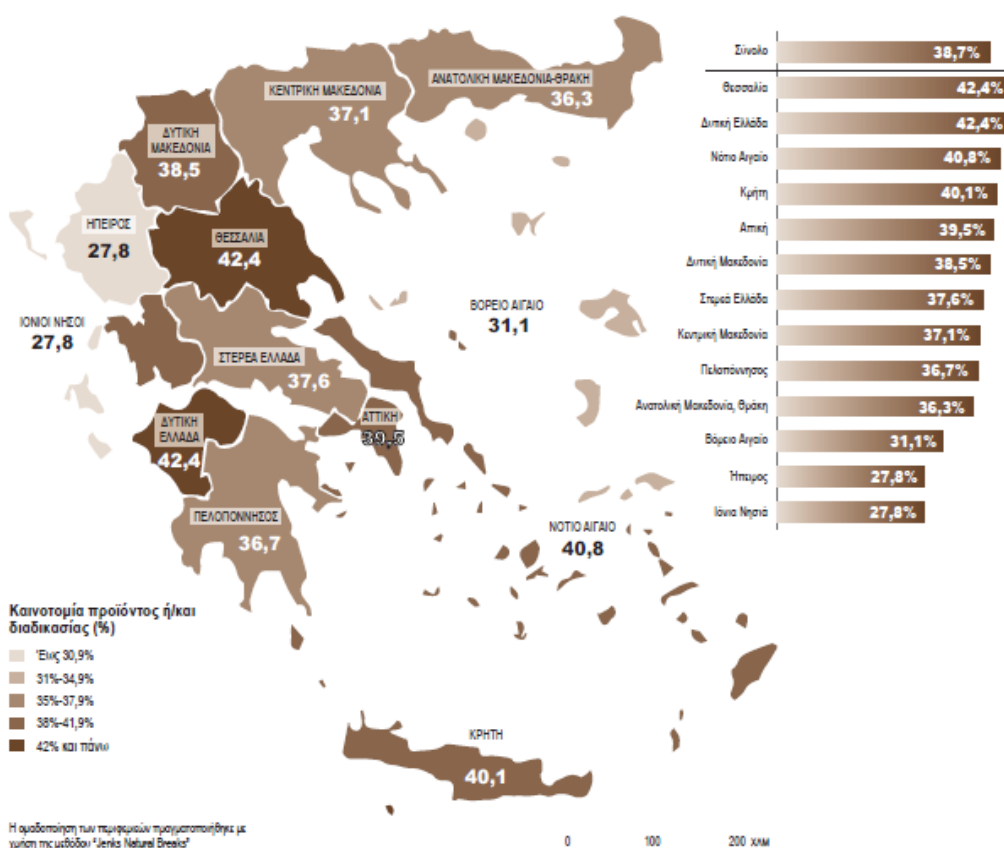 ΑΝΑΤΟΛΙΚΗ ΜΑΚΕΔΟΝΙΑ-ΘΡΑΚΗ
36,3
ΚΕΝΤΡΙΚΗ ΜΑΚΕΔΟΝΙΑ
37,1
ΔΥΤΙΚΗ
ΜΑΚΕΔΟΝΙΑ
38,5
ΗΠΕΙΡΟΣ
27,8
ΘΕΣΣΑΛΙΑ
42,4
ΒΟΡΕΙΟ ΑΙΓΑΙΟ
31,1
ΙΟΝΙΟΙ ΝΗΣΟΙ
27,8
ΣΤΕΡΕΑ ΕΛΛΑΔΑ
37,6
ΑΤΤΙΚΗ
39,5
ΔΥΤΙΚΗ
ΕΛΛΑΔΑ
42,4
ΠΕΛΟΠΟΝΝΗΣΟΣ
36,7
ΝΟΤΙΟ ΑΙΓΑΙΟ
40,8
ΚΡΗΤΗ
40,1
Καινοτομία προϊόντος ή/και
διαδικασίας (%)
Έως 30,9%
31%-34,9%
35%-37,9%
38%-41,9%
42% και πάνω
Η ομαδοποίηση των περιφερειών πραγματοποιήθηκε με
χρήση της μεθόδου "Jenks Natural Breaks"
0 100 200 ΧΛΜ
Σύνολο 38,7%
Θεσσαλία 42,4%
Δυτική Ελλάδα 42,4%
Νότιο Αιγαίο 40,8%
Κρήτη 40,1%
Αττική 39,5%
Δυτική Μακεδονία 38,5%
Στερεά Ελλάδα 37,6%
Κεντρική Μακεδονία 37,1%
Πελοπόννησος 36,7%
Ανατολική Μακεδονία, Θράκη 36,3%
Βόρειο Αιγαίο 31,1%
Ήπειρος 27,8%
Ιόνια Νησιά 27,8%